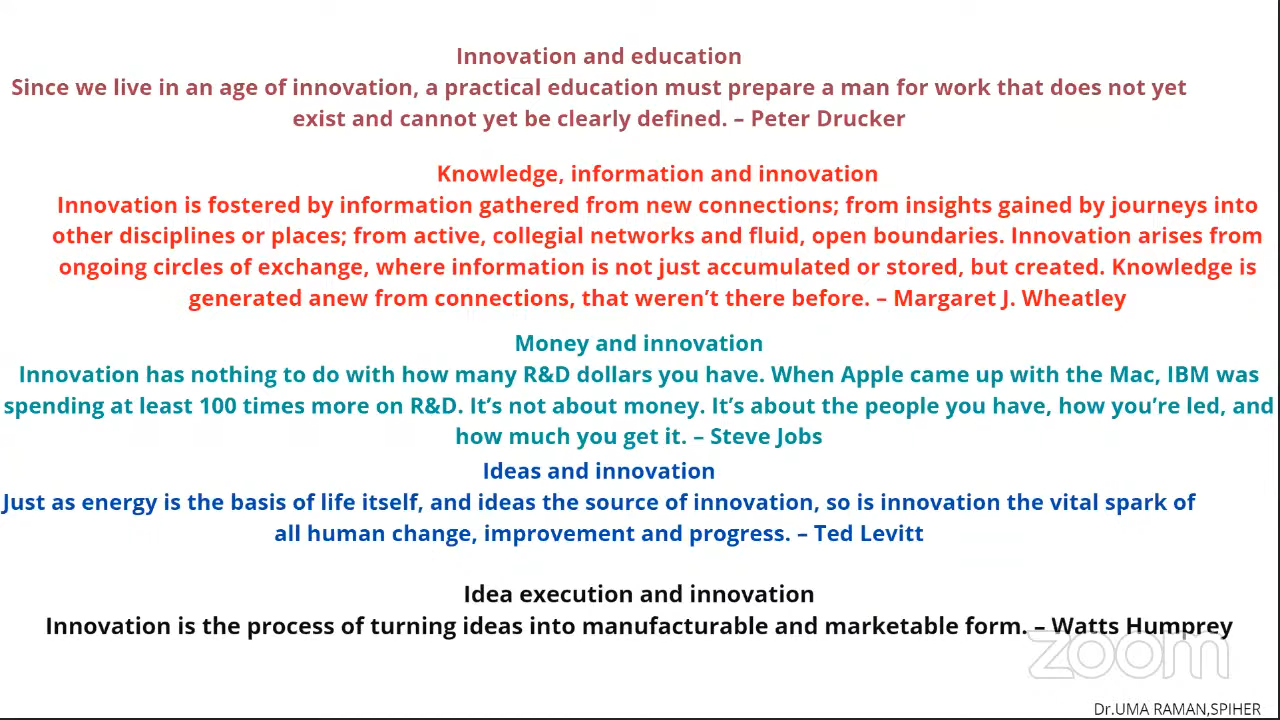 Innovation and education
Since we live in an age of innovation, a practical education must prepare a man for work that does not yet
exist and cannot yet be clearly defined. – Peter Drucker
Knowledge, information and innovation
Innovation is fostered by information gathered from new connections; from insights gained by journeys into
other disciplines or places; from active, collegial networks and fluid, open boundaries. Innovation arises from
ongoing circles of exchange, where information is not just accumulated or stored, but created. Knowledge is
generated anew from connections, that weren’t there before. – Margaret J. Wheatley
Money and innovation
Innovation has nothing to do with how many R&D dollars you have. When Apple came up with the Mac, IBM was
spending at least 100 times more on R&D. It’s not about money. It’s about the people you have, how you’re led, and
how much you get it. – Steve Jobs
Ideas and innovation
Just as energy is the basis of life itself, and ideas the source of innovation, so is innovation the vital spark of
all human change, improvement and progress. – Ted Levitt
Idea execution and innovation
Innovation is the process of turning ideas into manufacturable and marketable form. – Watts Humprey
zoom
Dr.UMA RAMAN,SPIHER